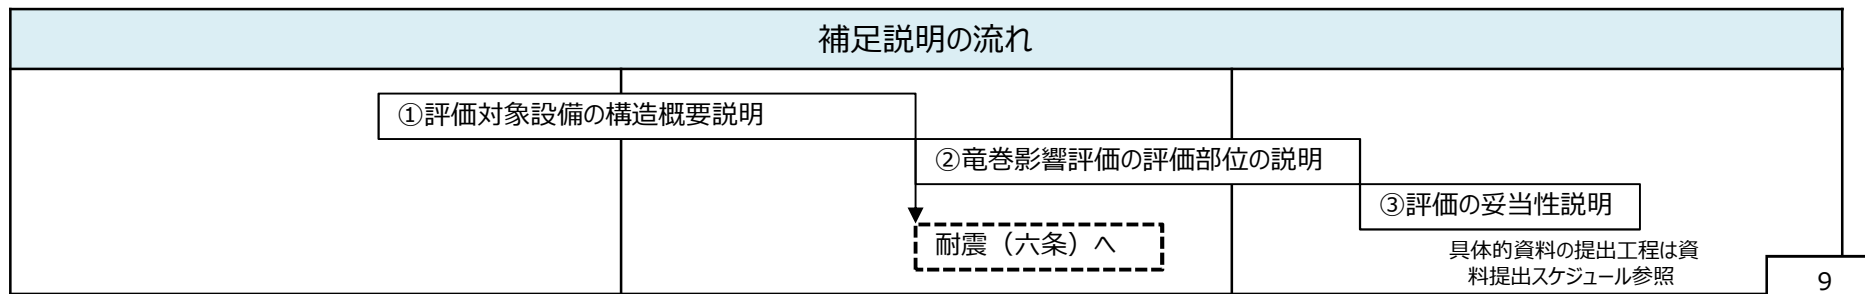 補足説明の流れ
①評価対象設備の構造概要説明
②竜巻影響評価の評価部位の説明
③評価の妥当性説明
耐震（六条）へ
具体的資料の提出工程は資
料提出スケジュール参照
9